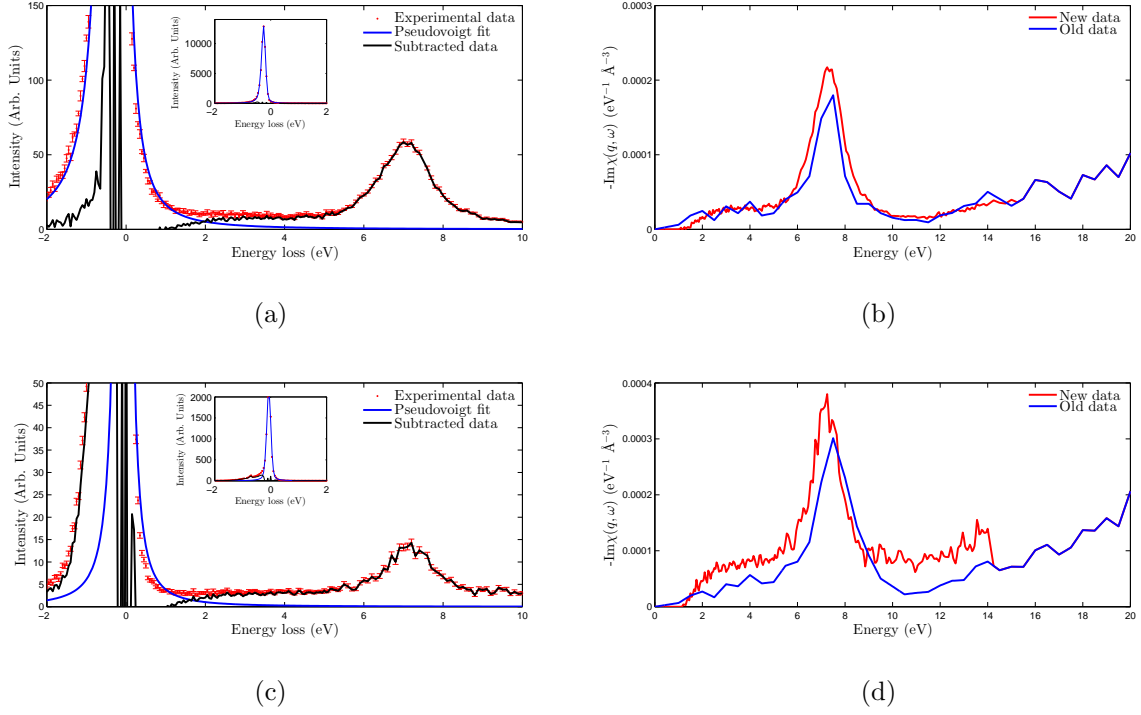 150
100
50
0
−2
0
2
4
6
8
10
Energy loss (eV)
Intensity (Arb. Units)
Experimental data
Pseudovoigt fit
Subtracted data
10000
5000
0
−2
0
2
Energy loss (eV)
Intensity (Arb. Units)
(a)
0.0003
0.0002
0.0001
0
0
2
4
6
8
10
12
14
16
18
20
Energy (eV)
-Imχ(q, ω) (eV⁻¹ Å⁻³)
New data
Old data
(b)
50
45
40
35
30
25
20
15
10
5
0
−2
0
2
4
6
8
10
Energy loss (eV)
Intensity (Arb. Units)
Experimental data
Pseudovoigt fit
Subtracted data
2000
1500
1000
500
0
−2
0
2
Energy loss (eV)
Intensity (Arb. Units)
(c)
0.0004
0.0003
0.0002
0.0001
0
0
2
4
6
8
10
12
14
16
18
20
Energy (eV)
-Imχ(q, ω) (eV⁻¹ Å⁻³)
New data
Old data
(d)